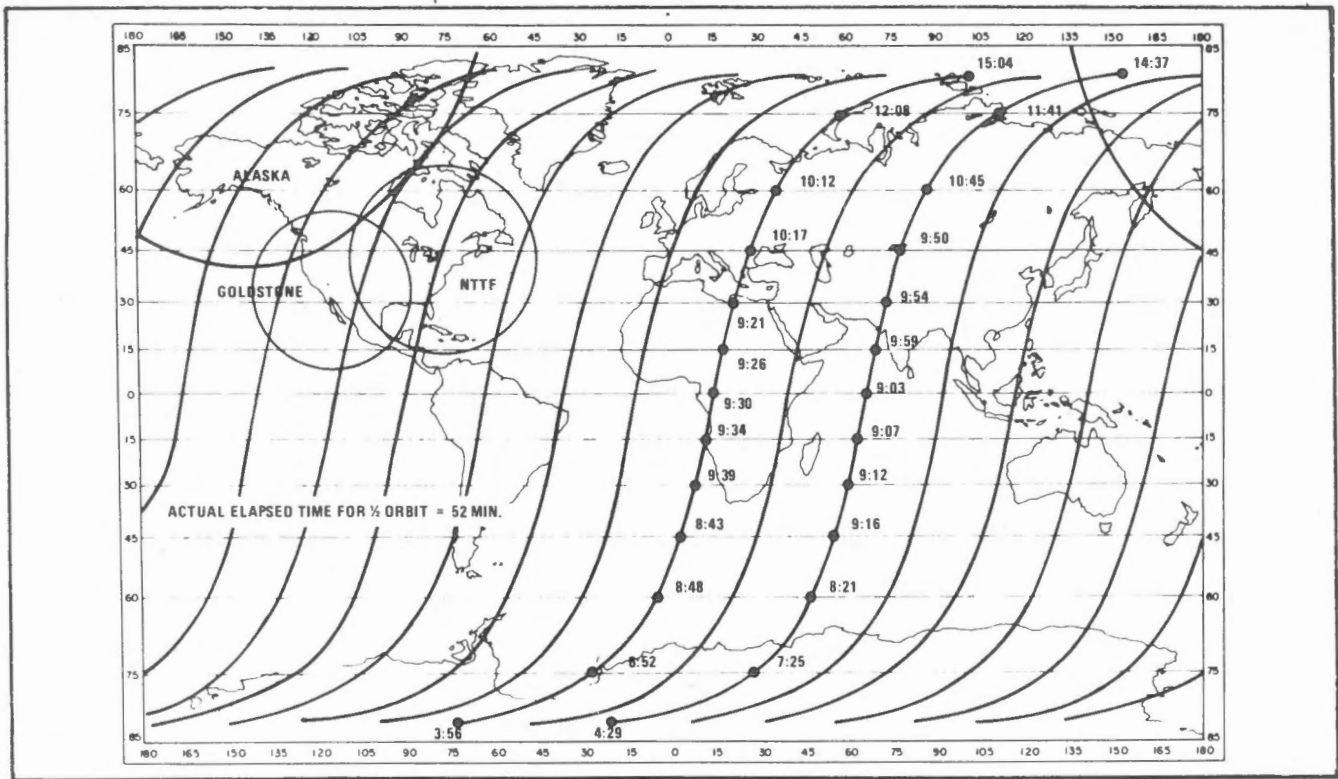 180 165 150 135 120 105 90 75 60 45 30 15 0 15 30 45 60 75 90 105 120 135 150 165 180
85 85
15:04 14:37
75 12:08 11:41 75
ALASKA
60 10:12 10:45 60
10:17 9:50
45 45
GOLDSTONE NTTF
30 9:54 30
9:21
15 9:59 15
9:26
0 9:30 9:03 0
15 9:34 9:07 15
30 9:39 9:12 30
ACTUAL ELAPSED TIME FOR ½ ORBIT = 52 MIN.
45 8:43 9:16 45
60 8:48 8:21 60
75 6:52 7:25 75
3:56 4:29
85 85
180 165 150 135 120 105 90 75 60 45 30 15 0 15 30 45 60 75 90 105 120 135 150 165 180